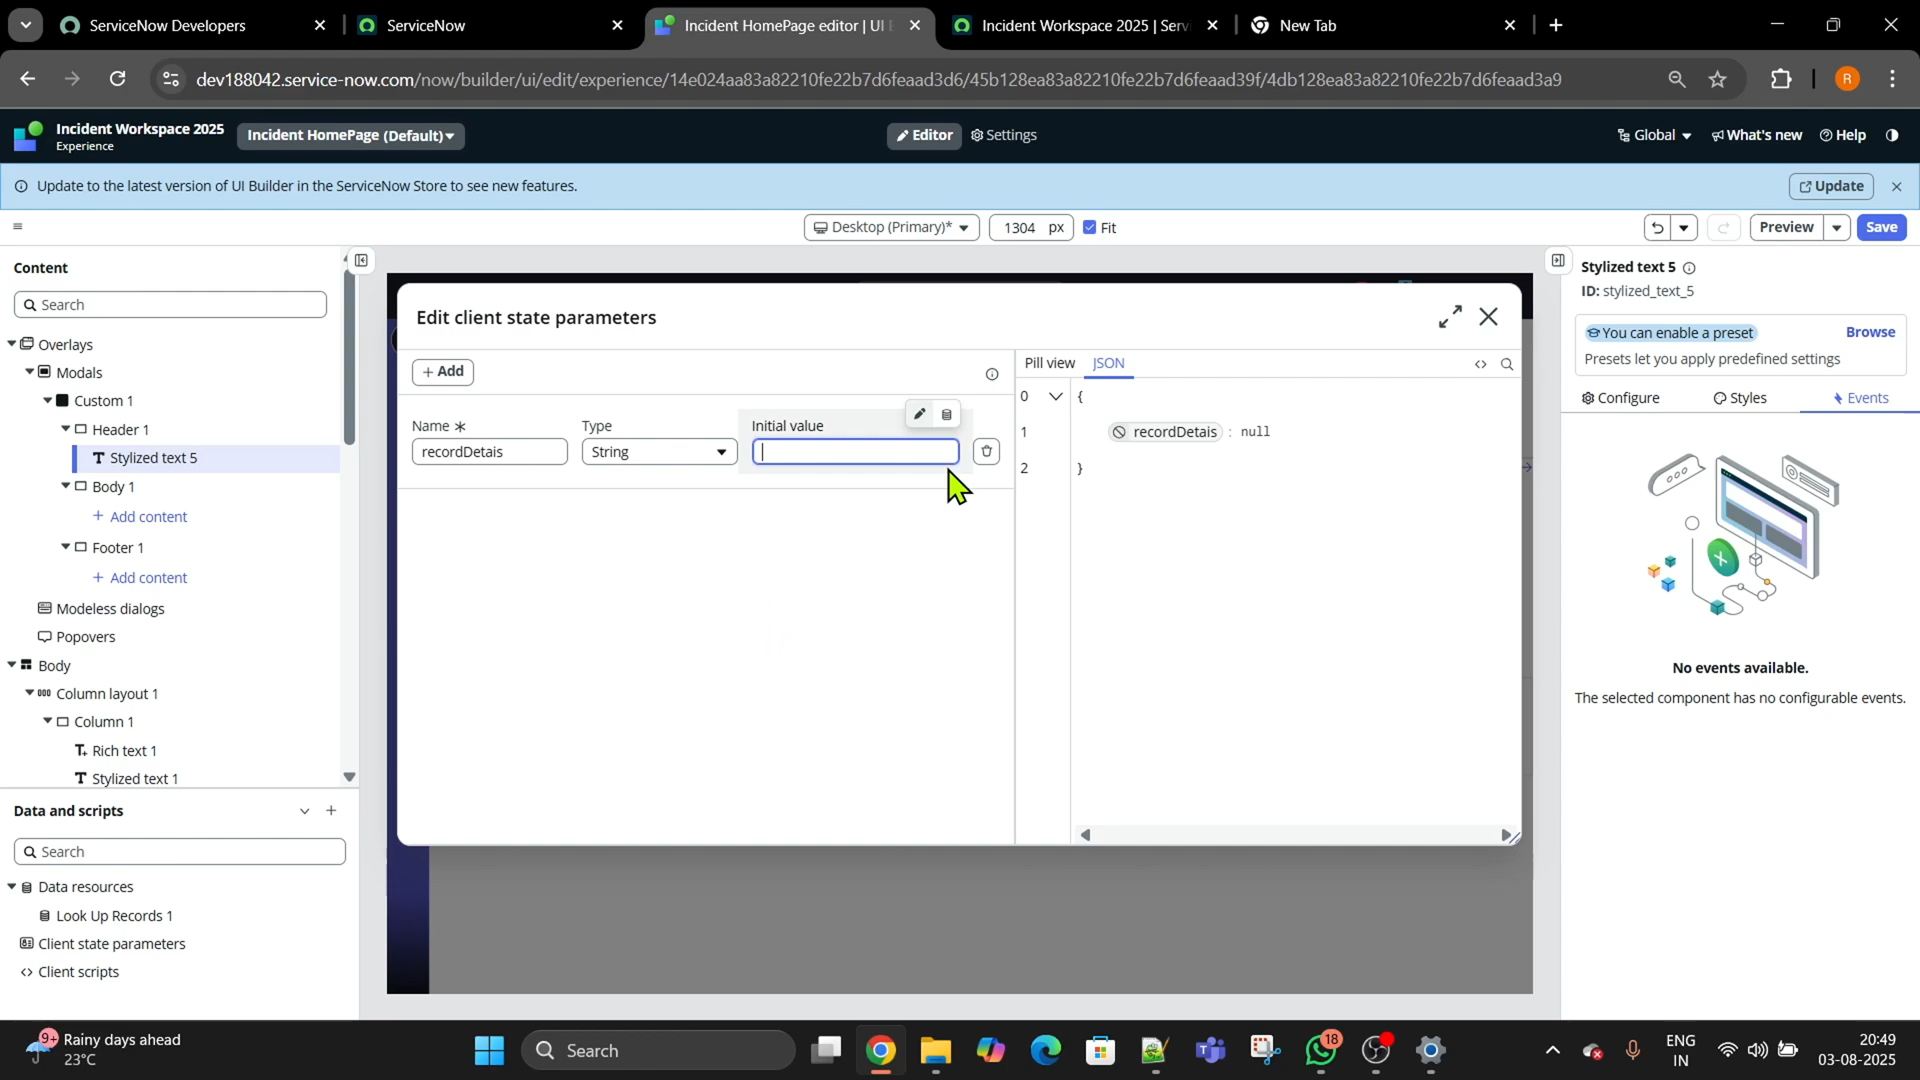 ServiceNow Developers
ServiceNow
Incident HomePage editor | UI
Incident Workspace 2025 | Serv
New Tab
dev188042.service-now.com/now/builder/ui/edit/experience/14e024aa83a82210fe22b7d6feaad3d6/45b128ea83a82210fe22b7d6feaad39f/4db128ea83a82210fe22b7d6feaad3a9
R
Incident Workspace 2025
Experience
Incident HomePage (Default)
Editor
Settings
Global
What's new
Help
Update to the latest version of UI Builder in the ServiceNow Store to see new features.
Update
Desktop (Primary)*
1304 px
Fit
Preview
Save
Content
Search
Overlays
Modals
Custom 1
Header 1
Stylized text 5
Body 1
+ Add content
Footer 1
+ Add content
Modeless dialogs
Popovers
Body
Column layout 1
Column 1
Rich text 1
Stylized text 1
Data and scripts
Search
Data resources
Look Up Records 1
Client state parameters
Client scripts
Edit client state parameters
+ Add
Name *
Type
Initial value
recordDetais
String
Pill view
JSON
0 {
1 recordDetais : null
2 }
Stylized text 5
ID: stylized_text_5
You can enable a preset
Browse
Presets let you apply predefined settings
Configure
Styles
Events
No events available.
The selected component has no configurable events.
9+
Rainy days ahead
23°C
Search
18
ENG
IN
20:49
03-08-2025